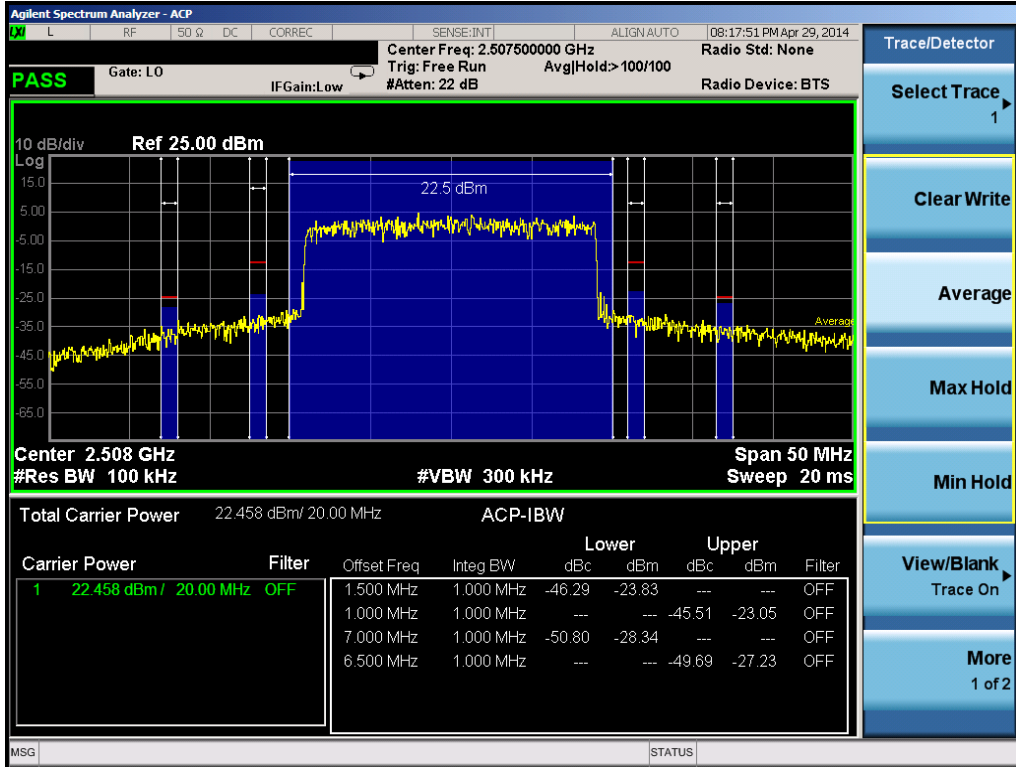 Agilent Spectrum Analyzer - ACP
LXI L RF 50 Ω DC CORREC SENSE:INT ALIGN AUTO 08:17:51 PM Apr 29, 2014
Center Freq: 2.507500000 GHz Radio Std: None
Trig: Free Run Avg|Hold:> 100/100
PASS Gate: LO IFGain:Low #Atten: 22 dB Radio Device: BTS
10 dB/div Ref 25.00 dBm
Log
15.0
5.00
-5.00
-15.0
-25.0
-35.0
-45.0
-55.0
-65.0
22.5 dBm
Average
Center 2.508 GHz Span 50 MHz
#Res BW 100 kHz #VBW 300 kHz Sweep 20 ms
Total Carrier Power 22.458 dBm/ 20.00 MHz ACP-IBW
Carrier Power Filter
1 22.458 dBm / 20.00 MHz OFF
Lower Upper
Offset Freq Integ BW dBc dBm dBc dBm Filter
1.500 MHz 1.000 MHz -46.29 -23.83 --- --- OFF
1.000 MHz 1.000 MHz --- --- -45.51 -23.05 OFF
7.000 MHz 1.000 MHz -50.80 -28.34 --- --- OFF
6.500 MHz 1.000 MHz --- --- -49.69 -27.23 OFF
MSG STATUS
Trace/Detector
Select Trace
1
Clear Write
Average
Max Hold
Min Hold
View/Blank
Trace On
More
1 of 2